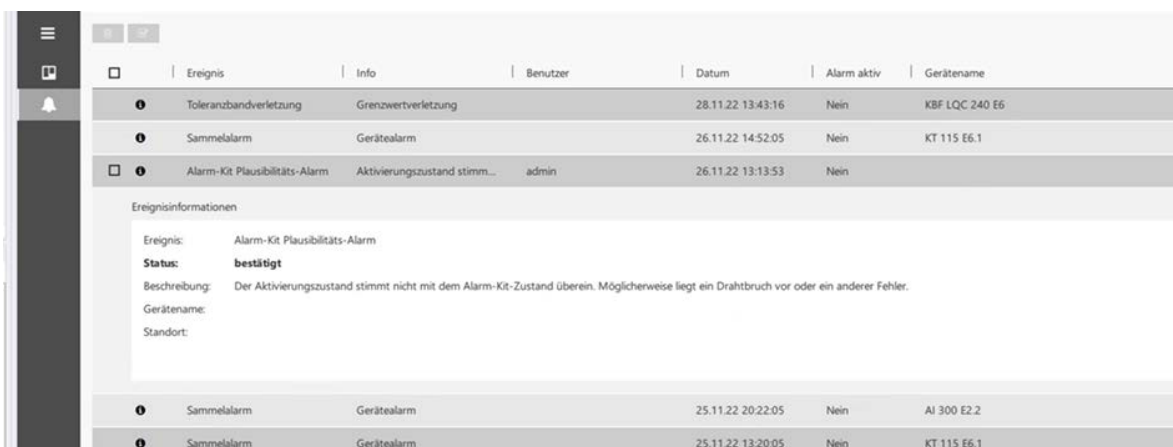 Ereignis Info Benutzer Datum Alarm aktiv Gerätename
Toleranzbandverletzung Grenzwertverletzung 28.11.22 13:43:16 Nein KBF LQC 240 E6
Sammelalarm Gerätealarm 26.11.22 14:52:05 Nein KT 115 E6.1
Alarm-Kit Plausibilitäts-Alarm Aktivierungszustand stimm... admin 26.11.22 13:13:53 Nein
Ereignisinformationen
Ereignis: Alarm-Kit Plausibilitäts-Alarm
Status: bestätigt
Beschreibung: Der Aktivierungszustand stimmt nicht mit dem Alarm-Kit-Zustand überein. Möglicherweise liegt ein Drahtbruch vor oder ein anderer Fehler.
Gerätename:
Standort:
Sammelalarm Gerätealarm 25.11.22 20:22:05 Nein AI 300 E2.2
Sammelalarm Gerätealarm 25.11.22 13:20:05 Nein KT 115 E6.1